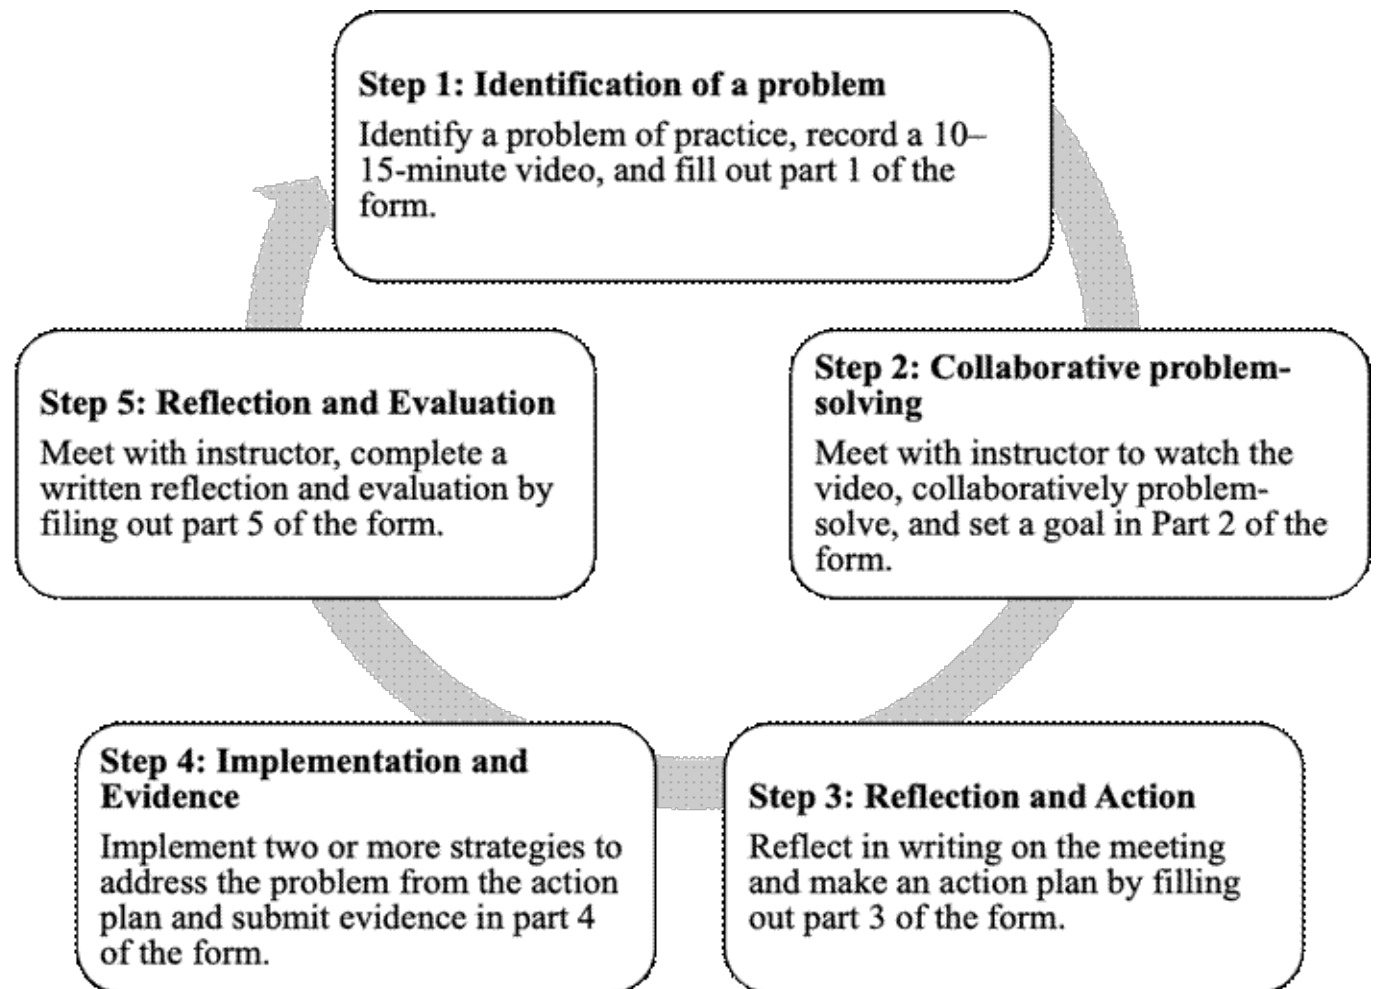 Step 1: Identification of a problem
Identify a problem of practice, record a 10–
15-minute video, and fill out part 1 of the
form.
Step 2: Collaborative problem-
solving
Meet with instructor to watch the
video, collaboratively problem-
solve, and set a goal in Part 2 of the
form.
Step 3: Reflection and Action
Reflect in writing on the meeting
and make an action plan by filling
out part 3 of the form.
Step 4: Implementation and
Evidence
Implement two or more strategies to
address the problem from the action
plan and submit evidence in part 4
of the form.
Step 5: Reflection and Evaluation
Meet with instructor, complete a
written reflection and evaluation by
filing out part 5 of the form.